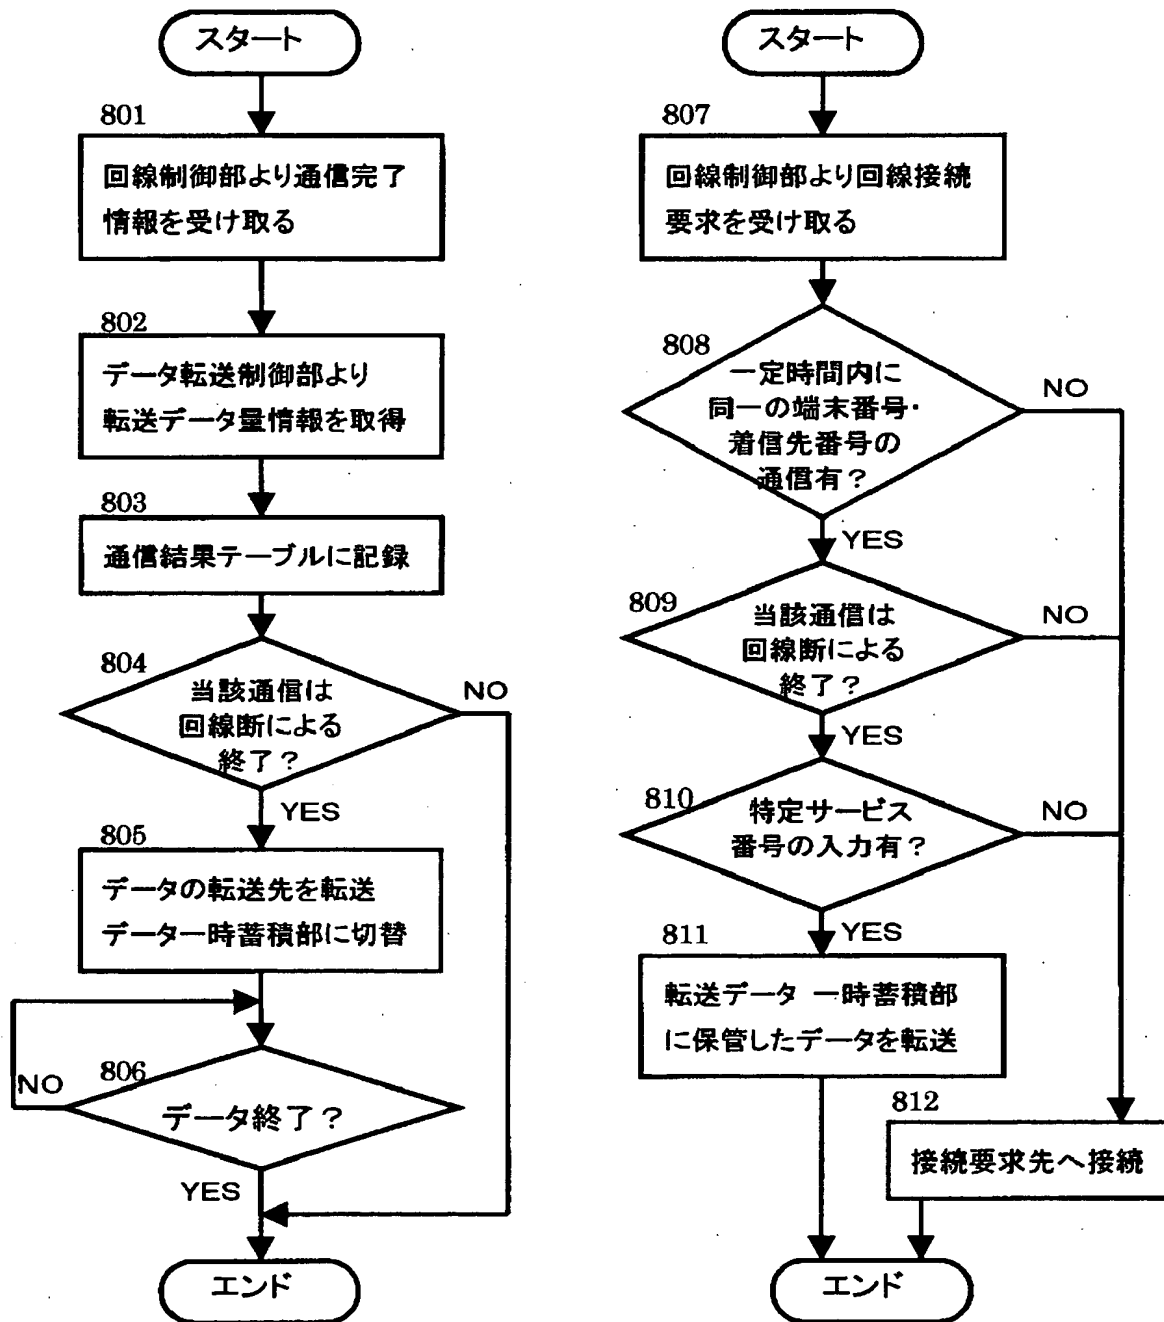 スタート
801
回線制御部より通信完了
情報を受け取る
802
データ転送制御部より
転送データ量情報を取得
803
通信結果テーブルに記録
804
当該通信は
回線断による
終了?
NO
YES
805
データの転送先を転送
データ一時蓄積部に切替
806
データ終了?
NO
YES
エンド
スタート
807
回線制御部より回線接続
要求を受け取る
808
一定時間内に
同一の端末番号・
着信先番号の
通信有?
NO
YES
809
当該通信は
回線断による
終了?
NO
YES
810
特定サービス
番号の入力有?
NO
YES
811
転送データ 一時蓄積部
に保管したデータを転送
812
接続要求先へ接続
エンド